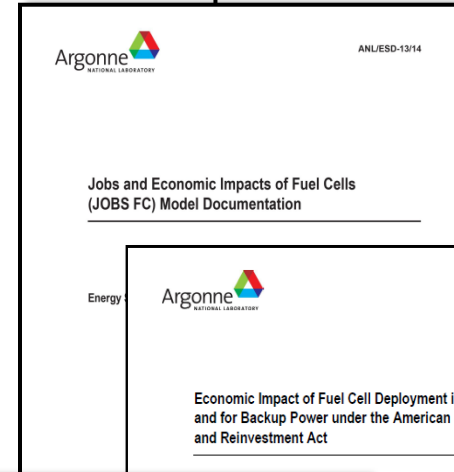 Argonne
NATIONAL LABORATORY
ANL/ESD-13/14
Jobs and Economic Impacts of Fuel Cells
(JOBS FC) Model Documentation
Energy
Argonne
NATIONAL LABORATORY
Economic Impact of Fuel Cell Deployment i
and for Backup Power under the American
and Reinvestment Act